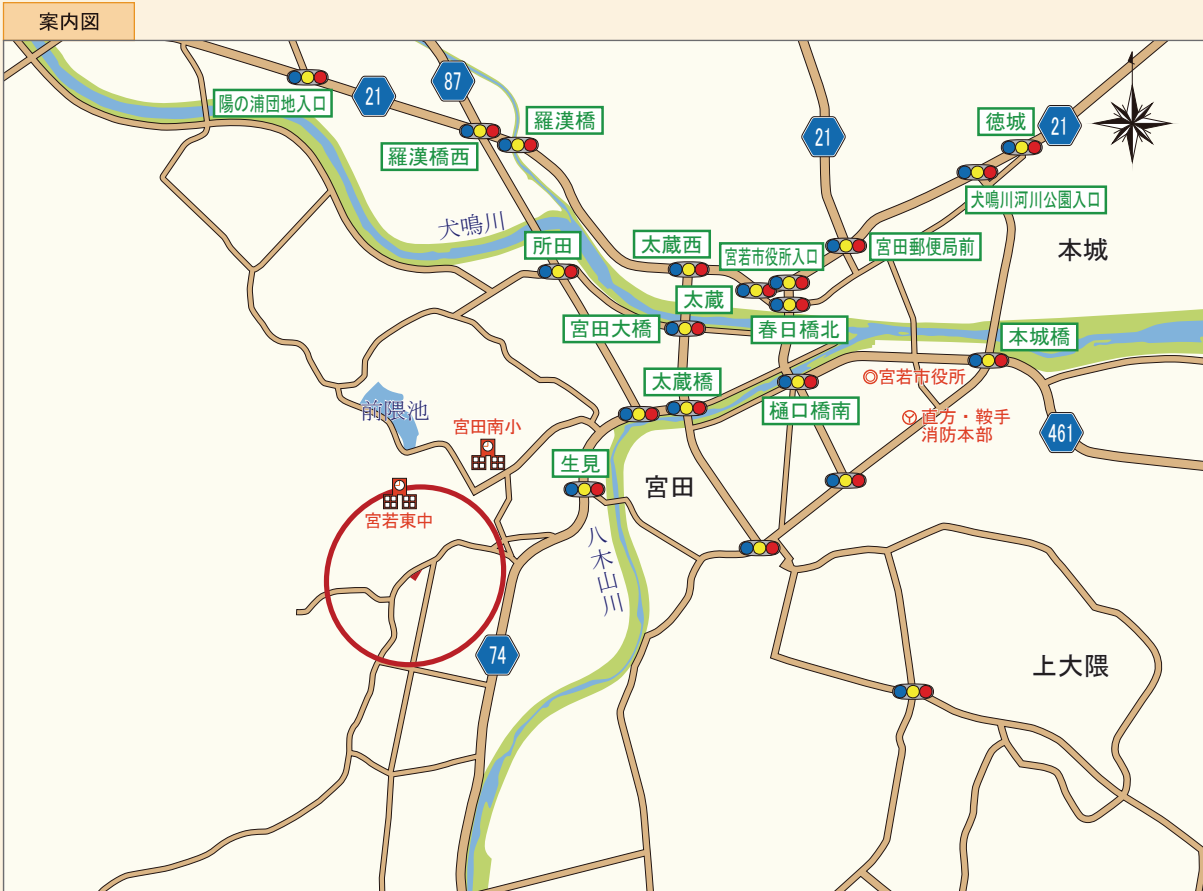 案内図
陽の浦団地入口
21
87
羅漢橋
羅漢橋西
21
徳城
21
犬鳴川河川公園入口
犬鳴川
所田
太蔵西
宮若市役所入口
宮田郵便局前
本城
太蔵
宮田大橋
春日橋北
本城橋
太蔵橋
宮若市役所
樋口橋南
直方・鞍手
消防本部
461
前隈池
宮田南小
生見
宮田
宮若東中
八木山川
74
上大隈